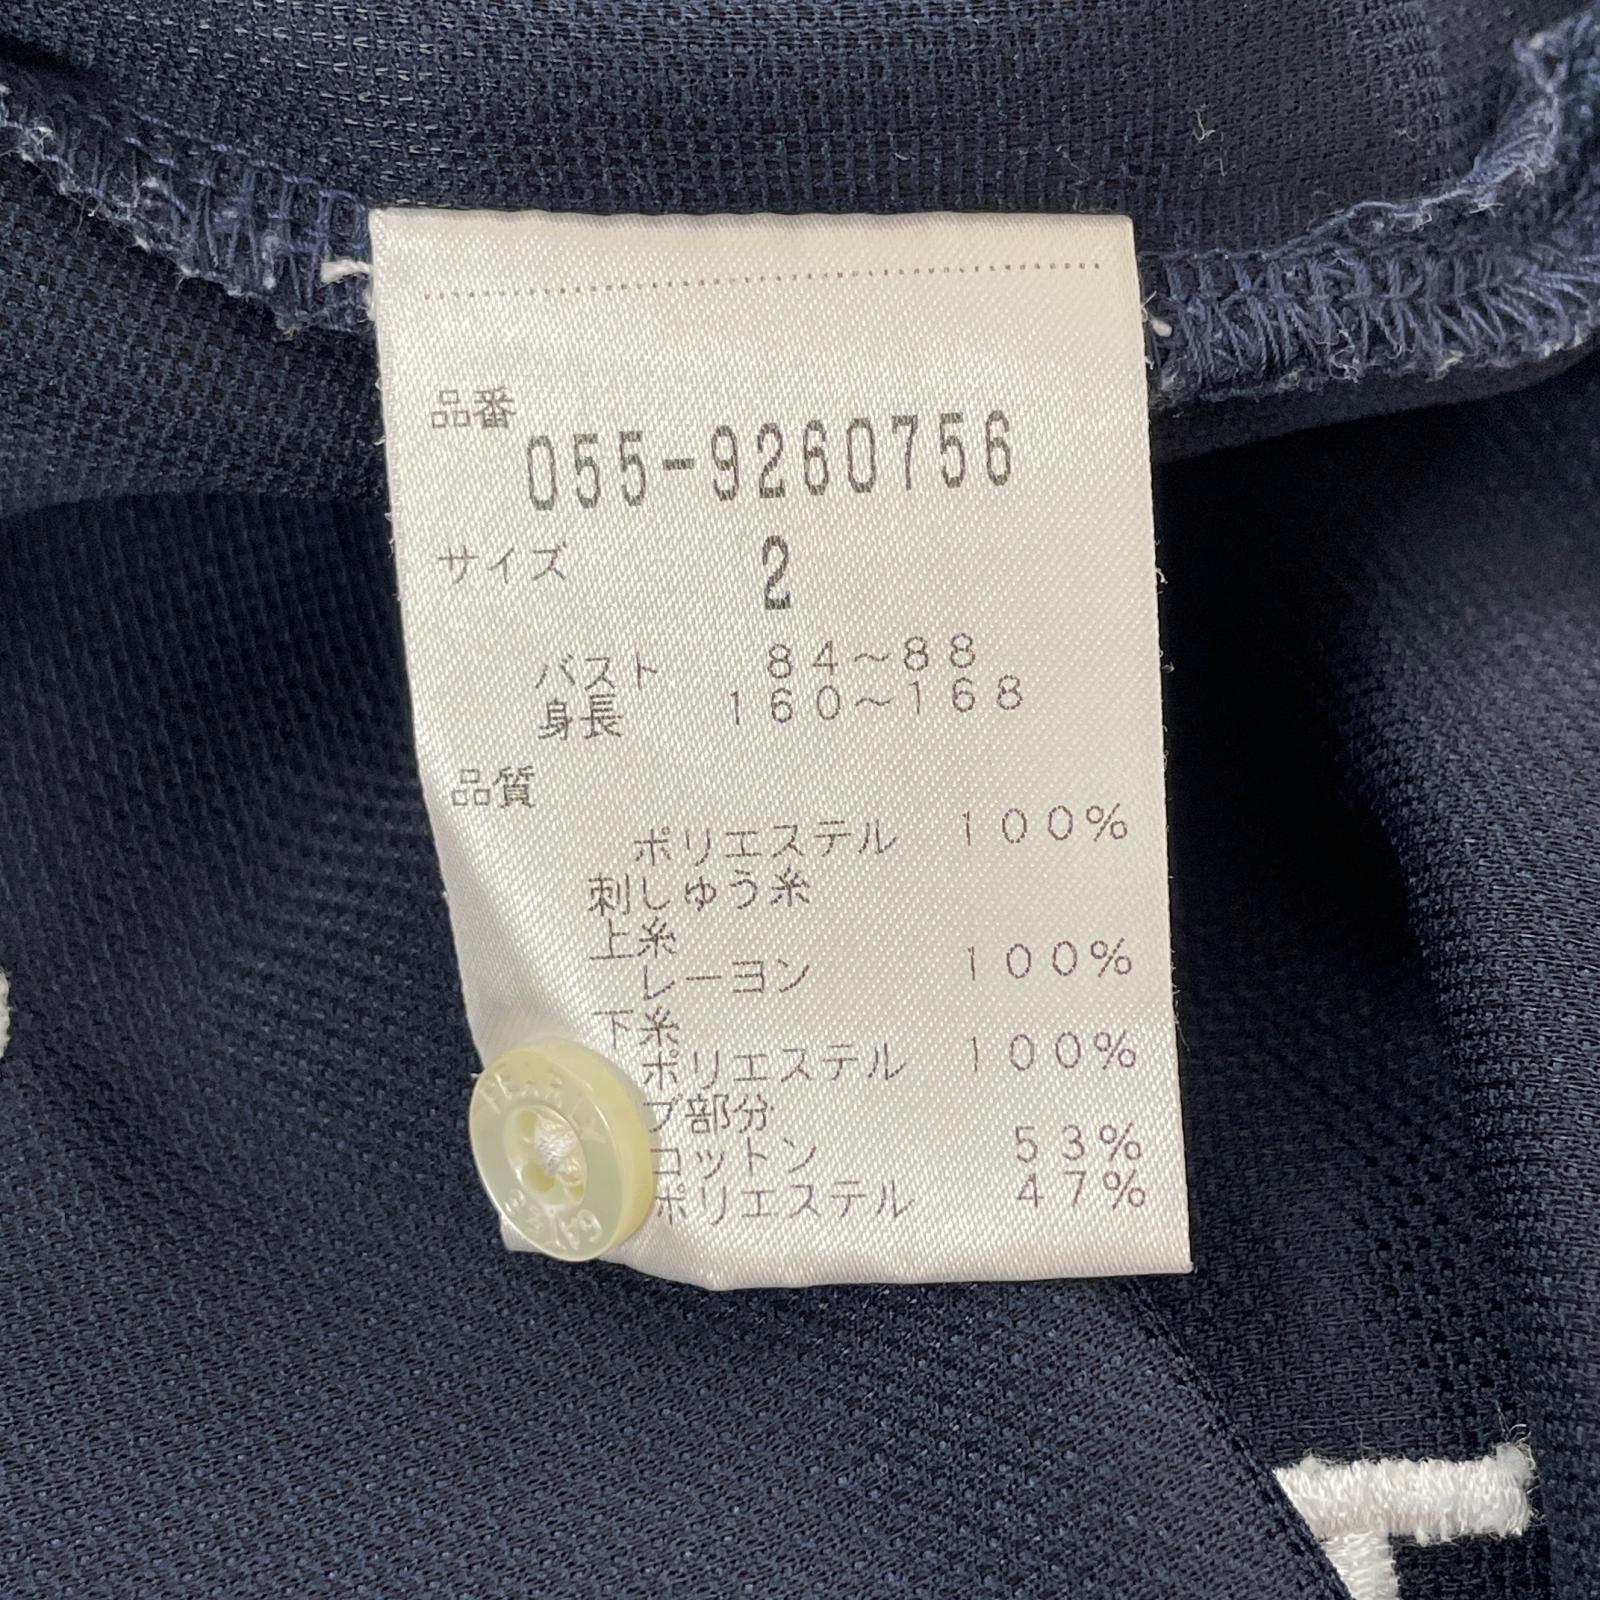 品番
055-9260756
サイズ 2
バスト 84~88
身長 160~168
品質
ポリエステル 100%
刺しゅう糸
上糸
レーヨン 100%
下糸
ポリエステル 100%
ブ部分
コットン 53%
ポリエステル 47%
PEARLY GATES